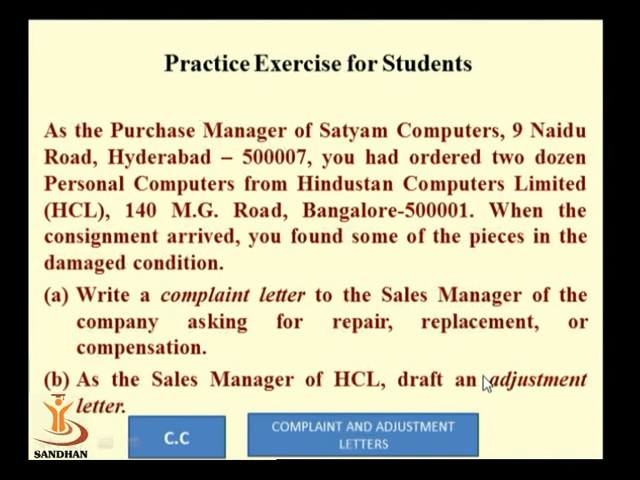 Practice Exercise for Students
As the Purchase Manager of Satyam Computers, 9 Naidu
Road, Hyderabad – 500007, you had ordered two dozen
Personal Computers from Hindustan Computers Limited
(HCL), 140 M.G. Road, Bangalore-500001. When the
consignment arrived, you found some of the pieces in the
damaged condition.
(a) Write a complaint letter to the Sales Manager of the
company asking for repair, replacement, or
compensation.
(b) As the Sales Manager of HCL, draft an adjustment
letter.
SANDHAN
C.C
COMPLAINT AND ADJUSTMENT
LETTERS